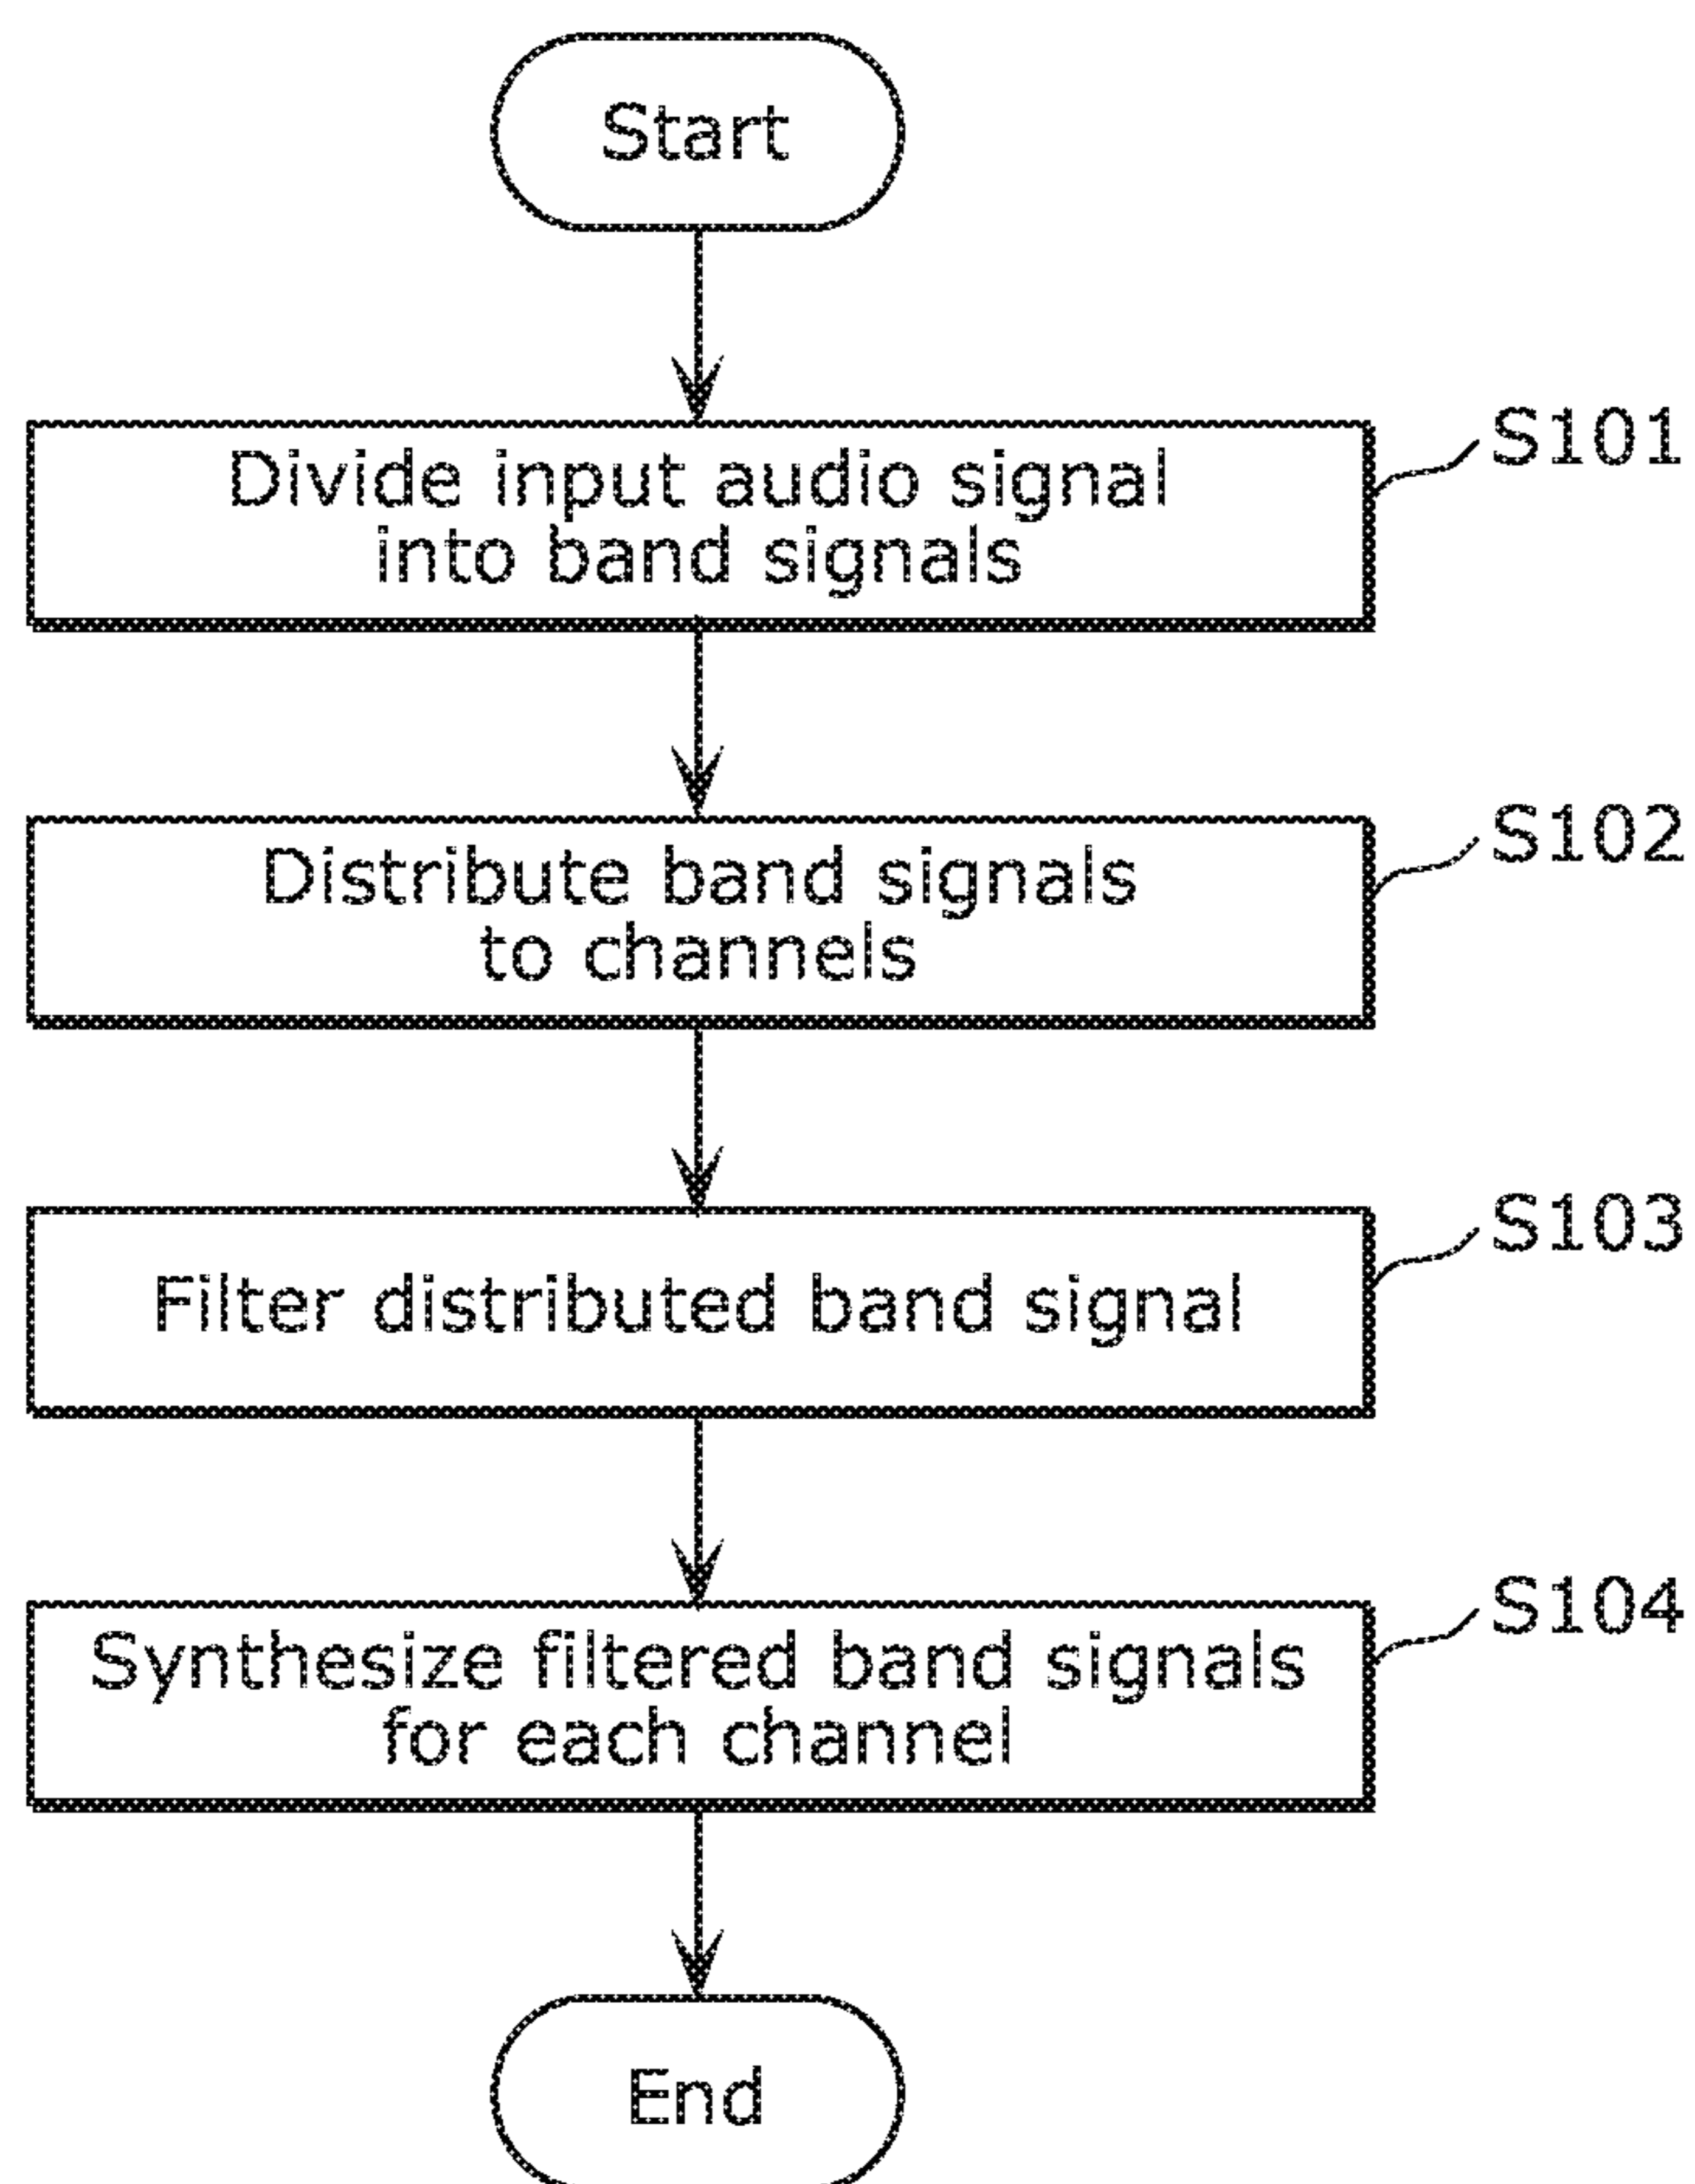 Start
Divide input audio signal
into band signals
S101
Distribute band signals
to channels
S102
Filter distributed band signal
S103
Synthesize filtered band signals
for each channel
S104
End